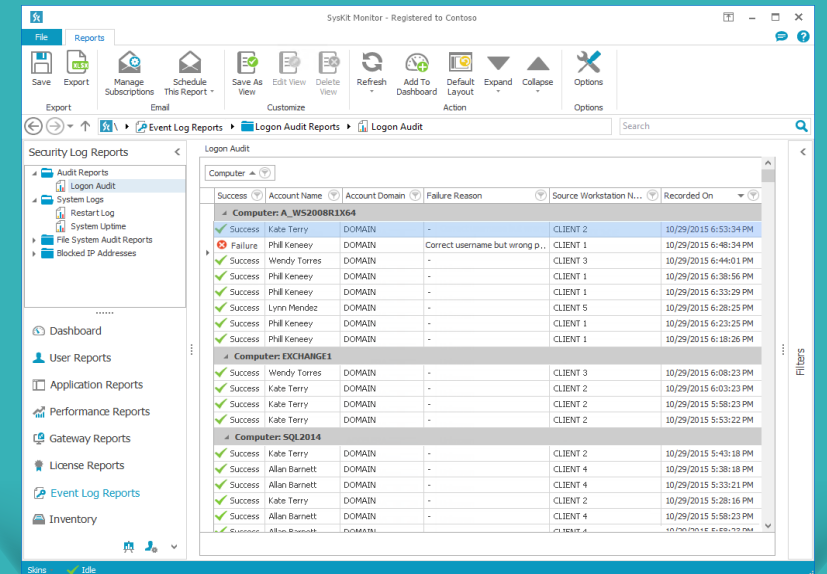 SysKit Monitor - Registered to Contoso
File Reports
Save Export Manage Subscriptions Schedule This Report Save As View Edit View Delete View Refresh Add To Dashboard Default Layout Expand Collapse Options
Export Email Customize Action Options
\ Event Log Reports Logon Audit Reports Logon Audit Search
Security Log Reports
Audit Reports
Logon Audit
System Logs
Restart Log
System Uptime
File System Audit Reports
Blocked IP Addresses
Dashboard
User Reports
Application Reports
Performance Reports
Gateway Reports
License Reports
Event Log Reports
Inventory
Logon Audit
Computer
Success Account Name Account Domain Failure Reason Source Workstation N... Recorded On
Computer: A_WS2008R1X64
Success Kate Terry DOMAIN - CLIENT 2 10/29/2015 6:53:34 PM
Failure Phill Keneey DOMAIN Correct username but wrong p,, CLIENT 1 10/29/2015 6:48:34 PM
Success Wendy Torres DOMAIN - CLIENT 3 10/29/2015 6:44:01 PM
Success Phill Keneey DOMAIN - CLIENT 1 10/29/2015 6:38:56 PM
Success Phill Keneey DOMAIN - CLIENT 1 10/29/2015 6:33:29 PM
Success Lynn Mendez DOMAIN - CLIENT 5 10/29/2015 6:28:25 PM
Success Phill Keneey DOMAIN - CLIENT 1 10/29/2015 6:23:25 PM
Success Phill Keneey DOMAIN - CLIENT 1 10/29/2015 6:18:26 PM
Computer: EXCHANGE1
Success Wendy Torres DOMAIN - CLIENT 3 10/29/2015 6:08:23 PM
Success Kate Terry DOMAIN - CLIENT 2 10/29/2015 6:03:23 PM
Success Kate Terry DOMAIN - CLIENT 2 10/29/2015 5:58:23 PM
Success Kate Terry DOMAIN - CLIENT 2 10/29/2015 5:53:22 PM
Computer: SQL2014
Success Kate Terry DOMAIN - CLIENT 2 10/29/2015 5:43:18 PM
Success Allan Barnett DOMAIN - CLIENT 4 10/29/2015 5:38:18 PM
Success Allan Barnett DOMAIN - CLIENT 4 10/29/2015 5:33:21 PM
Success Kate Terry DOMAIN - CLIENT 2 10/29/2015 5:28:16 PM
Success Allan Barnett DOMAIN - CLIENT 4 10/29/2015 5:58:23 PM
Filters
Skins Idle